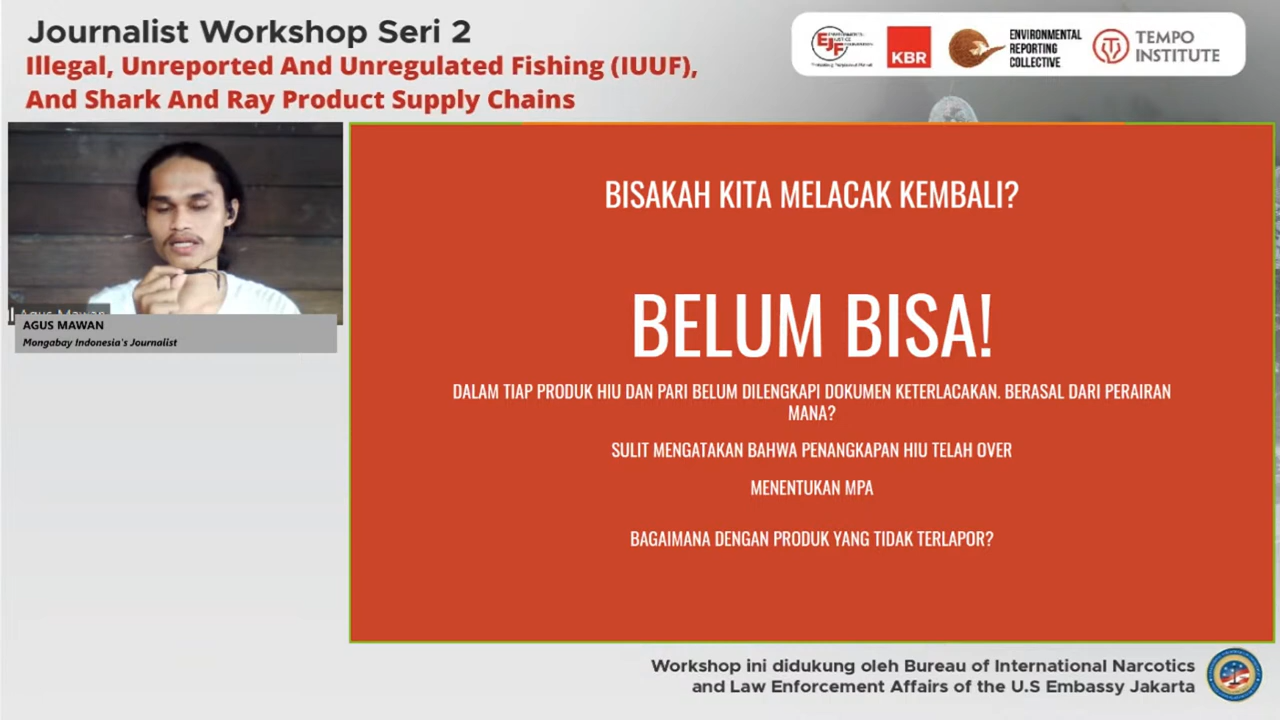 Journalist Workshop Seri 2
Illegal, Unreported And Unregulated Fishing (IUUF),
And Shark And Ray Product Supply Chains
EJF
KBR
ENVIRONMENTAL
REPORTING
COLLECTIVE
TEMPO
INSTITUTE
Agus Mawan
AGUS MAWAN
Mongabay Indonesia's Journalist
BISAKAH KITA MELACAK KEMBALI?
BELUM BISA!
DALAM TIAP PRODUK HIU DAN PARI BELUM DILENGKAPI DOKUMEN KETERLACAKAN. BERASAL DARI PERAIRAN
MANA?
SULIT MENGATAKAN BAHWA PENANGKAPAN HIU TELAH OVER
MENENTUKAN MPA
BAGAIMANA DENGAN PRODUK YANG TIDAK TERLAPOR?
Workshop ini didukung oleh Bureau of International Narcotics
and Law Enforcement Affairs of the U.S Embassy Jakarta